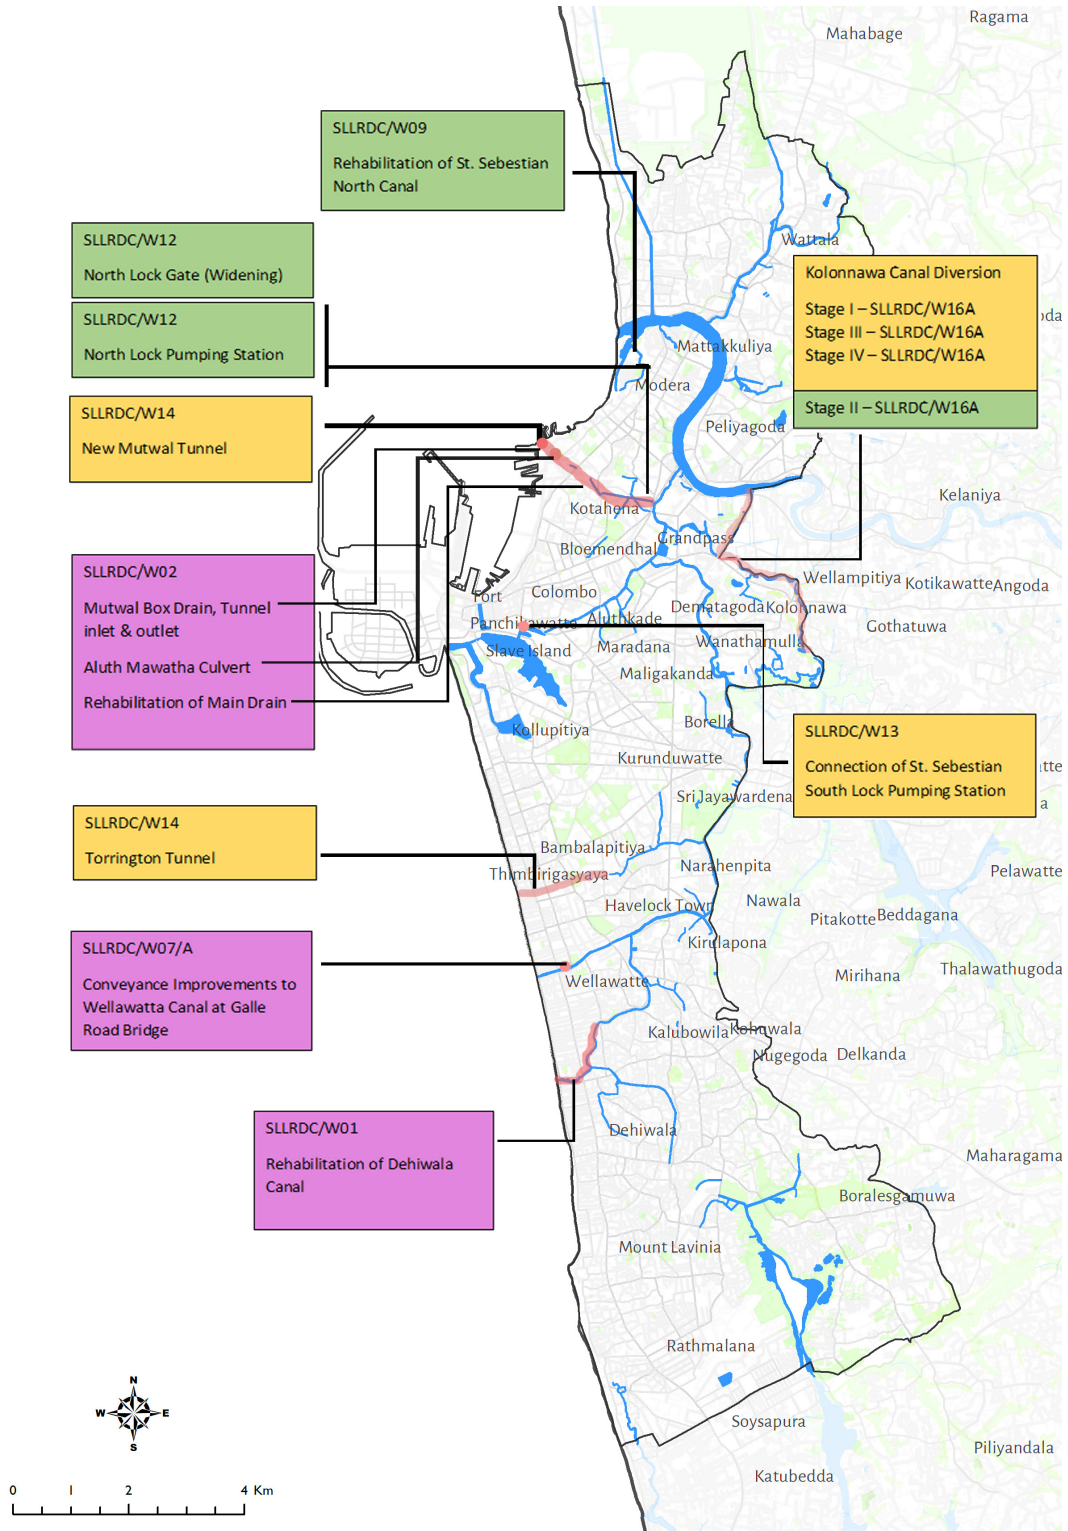 Ragama
Mahabage
SLLRDC/W09
Rehabilitation of St. Sebestian
North Canal
SLLRDC/W12
North Lock Gate (Widening)
Wattala
Kolonnawa Canal Diversion
Stage I – SLLRDC/W16A
Stage III – SLLRDC/W16A
Stage IV – SLLRDC/W16A
Stage II – SLLRDC/W16A
SLLRDC/W12
North Lock Pumping Station
Mattakkuliya
Modera
Peliyagoda
SLLRDC/W14
New Mutwal Tunnel
Kelaniya
Kotahena
Grandpass
Bloemendhal
SLLRDC/W02
Mutwal Box Drain, Tunnel
inlet & outlet
Aluth Mawatha Culvert
Rehabilitation of Main Drain
Wellampitiya
Kotikawatte
Angoda
Fort
Colombo
Dematagoda
Kolonnawa
Panchikawatte
Aluthkade
Gothatuwa
Slave Island
Maradana
Wanathamulla
Maligakanda
Kollupitiya
Borella
SLLRDC/W13
Connection of St. Sebestian
South Lock Pumping Station
Kurunduwatte
Sri Jayawardena
SLLRDC/W14
Torrington Tunnel
Bambalapitiya
Thimbirigasyaya
Narahenpita
Pelawatte
Havelock Town
Nawala
Pitakotte
Beddagana
SLLRDC/W07/A
Conveyance Improvements to
Wellawatta Canal at Galle
Road Bridge
Kirulapona
Wellawatte
Mirihana
Thalawathugoda
Kalubowila
Kohuwala
Nugegoda
Delkanda
SLLRDC/W01
Rehabilitation of Dehiwala
Canal
Dehiwala
Maharagama
Boralesgamuwa
Mount Lavinia
Rathmalana
N
W E
S
Soysapura
Piliyandala
Katubedda
0 1 2 4 Km